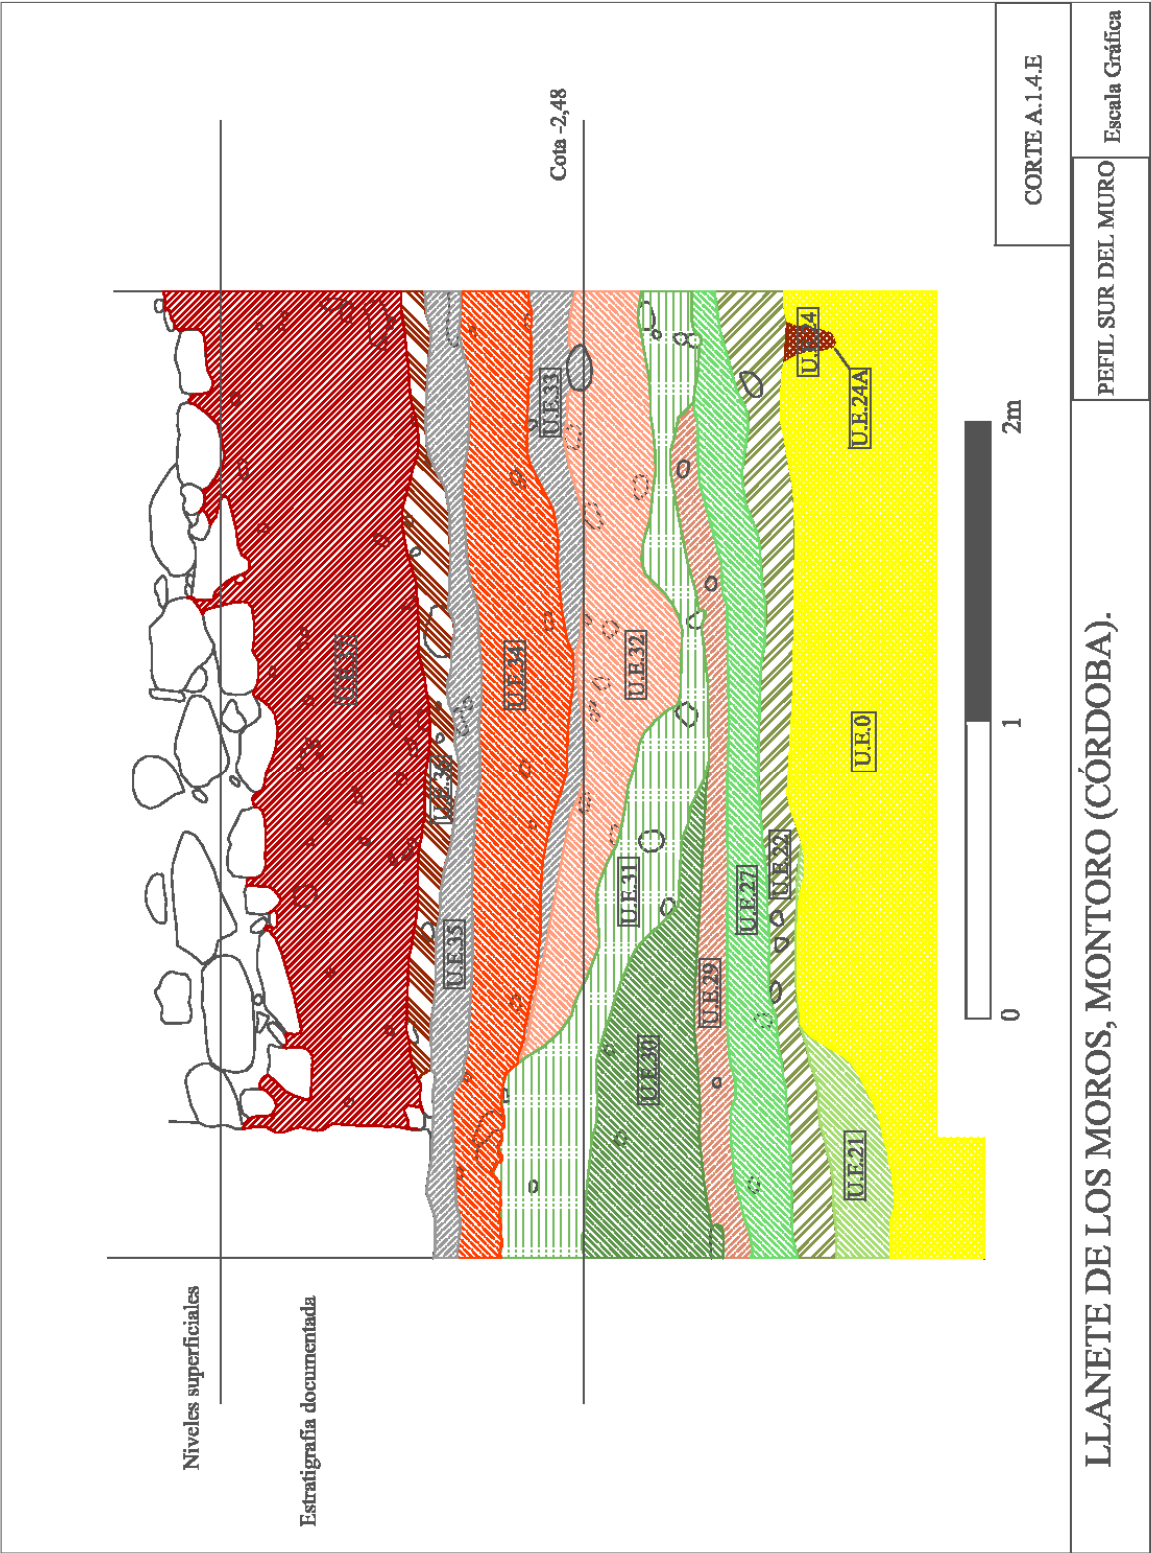 Niveles superficiales
Estratigrafía documentada
Cota -2,48
U.E.35
U.E.34
U.E.33
U.E.32
U.E.31
U.E.30
U.E.29
U.E.27
U.E.22
U.E.21
U.E.0
U.E.24
U.E.24A
0
1
2m
CORTE A.1.4.E
LLANETE DE LOS MOROS, MONTORO (CÓRDOBA).
PEFIL SUR DEL MURO
Escala Gráfica